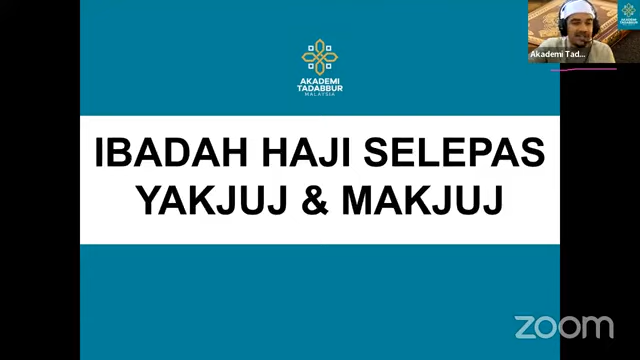 AKADEMI
TADABBUR
MALAYSIA
IBADAH HAJI SELEPAS
YAKJUJ & MAKJUJ
Akademi Tad...
zoom